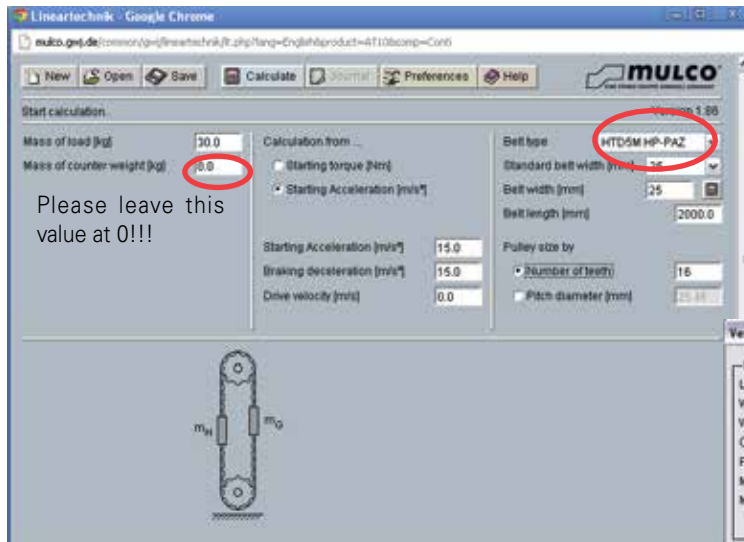 Lineartechnik - Google Chrome
mulco.gwj.de/common/gwj/lineartechnik/lt.php?lang=English&product=AT10&comp=Conti
New Open Save Calculate Journal Preferences Help MULCO
Start calculation Version 1.86
Mass of load [kg] 30.0
Mass of counter weight [kg] 0.0
Please leave this
value at 0!!!
Calculation from ...
Starting torque [Nm]
Starting Acceleration [m/s²]
Starting Acceleration [m/s²] 15.0
Braking deceleration [m/s²] 15.0
Drive velocity [m/s] 0.0
Belt type HTD5M HP-PAZ
Standard belt width [mm] 25
Belt width [mm] 25
Belt length [mm] 2000.0
Pulley size by
Number of teeth 16
Pitch diameter [mm]
Ve
mH mG